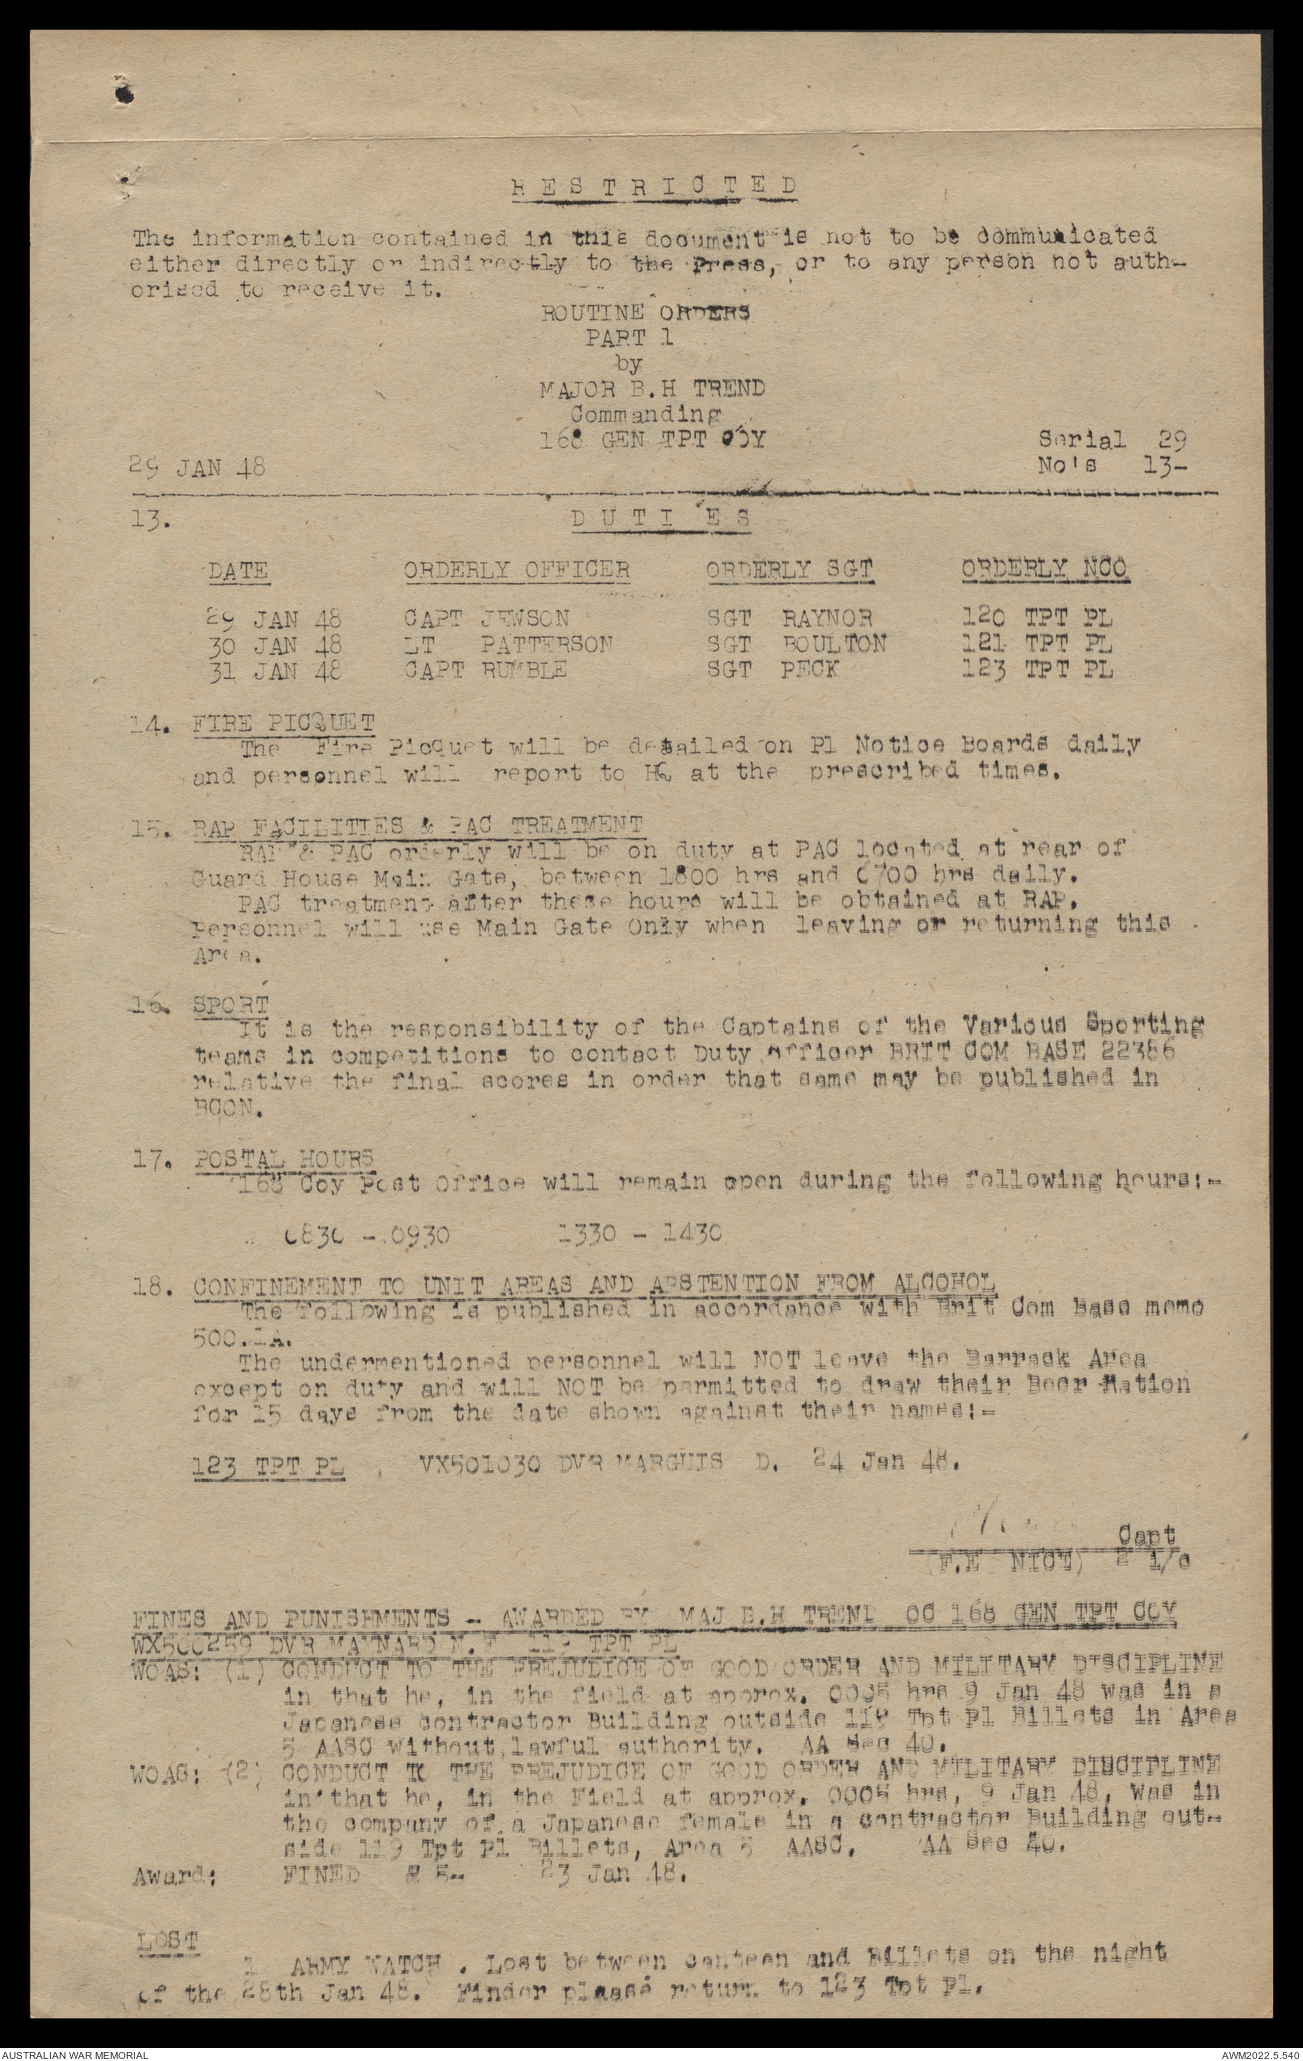 RESTRICTED
The information contained in this document is not to be communicated
either directly or indirectly to the Press, or to any person not auth-
orised to receive it.
ROUTINE ORDERS
PART 1
by
MAJOR B.H TREND
Commanding
168 GEN TPT COY
Serial 29
29 JAN 48 No's 13-
13. DUTIES
DATE ORDERLY OFFICER ORDERLY SGT ORDERLY NCO
29 JAN 48 CAPT JEWSON SGT RAYNOR 120 TPT PL
30 JAN 48 LT PATTERSON SGT BOULTON 121 TPT PL
31 JAN 48 CAPT RUMBLE SGT PECK 123 TPT PL
14. FIRE PICQUET
The Fire Picquet will be detailed on Pl Notice Boards daily
and personnel will report to HQ at the prescribed times.
15. RAP FACILITIES & PAC TREATMENT
RAP & PAC orderly will be on duty at PAC located at rear of
Guard House Main Gate, between 1800 hrs and 0700 hrs daily.
PAC treatment after these hours will be obtained at RAP.
Personnel will use Main Gate Only when leaving or returning this
Area.
16. SPORT
It is the responsibility of the Captains of the Various Sporting
teams in competitions to contact Duty officer BRIT COM BASE 22386
relative the final scores in order that same may be published in
BCON.
17. POSTAL HOURS
168 Coy Post Office will remain open during the following hours:-
0830 - 0930 1330 - 1430
18. CONFINEMENT TO UNIT AREAS AND ABSTENTION FROM ALCOHOL
The following is published in accordance with Brit Com Base memo
500.1A.
The undermentioned personnel will NOT leave the Barrack Area
except on duty and will NOT be permitted to draw their Beer Ration
for 15 days from the date shown against their names:-
123 TPT PL VX501030 DVR MARGUIS D. 24 Jan 48.
Capt
(F.E NICT) 2 i/c
FINES AND PUNISHMENTS - AWARDED BY MAJ B.H TREND OC 168 GEN TPT COY
WX500259 DVR MAYNARD N.F 119 TPT PL
WOAS: (1) CONDUCT TO THE PREJUDICE OF GOOD ORDER AND MILITARY DISCIPLINE
in that he, in the field at approx. 0005 hrs 9 Jan 48 was in a
Japanese contractor Building outside 119 Tpt Pl Billets in Area
5 AASC without lawful authority. AA Sec 40.
WOAS: (2) CONDUCT TO THE PREJUDICE OF GOOD ORDER AND MILITARY DISCIPLINE
in that he, in the Field at approx. 0005 hrs, 9 Jan 48, was in
the company of a Japanese female in a contractor Building out-
side 119 Tpt Pl Billets, Area 5 AASC. AA Sec 40.
Award: FINED £ 5- 23 Jan 48.
LOST
1 ARMY WATCH . Lost between canteen and Billets on the night
of the 28th Jan 48. Finder please return to 123 Tpt Pl.
AUSTRALIAN WAR MEMORIAL AWM2022.5.540